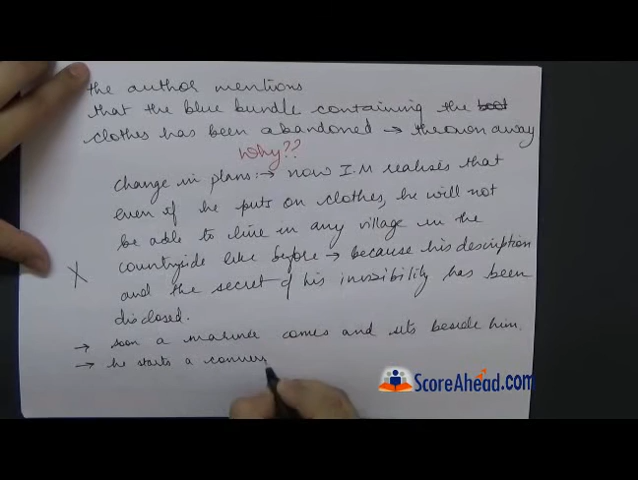 the author mentions
that the blue bundle containing the boot
clothes has been abandoned → thrown away
Why??
change in plans:→ now I.M realises that
even if he puts on clothes, he will not
be able to live in any village in the
countryside like before → because his description
X and the secret of his invisibility has been
disclosed.
→ soon a marine comes and sits beside him.
→ he starts a convers
ScoreAhead.com